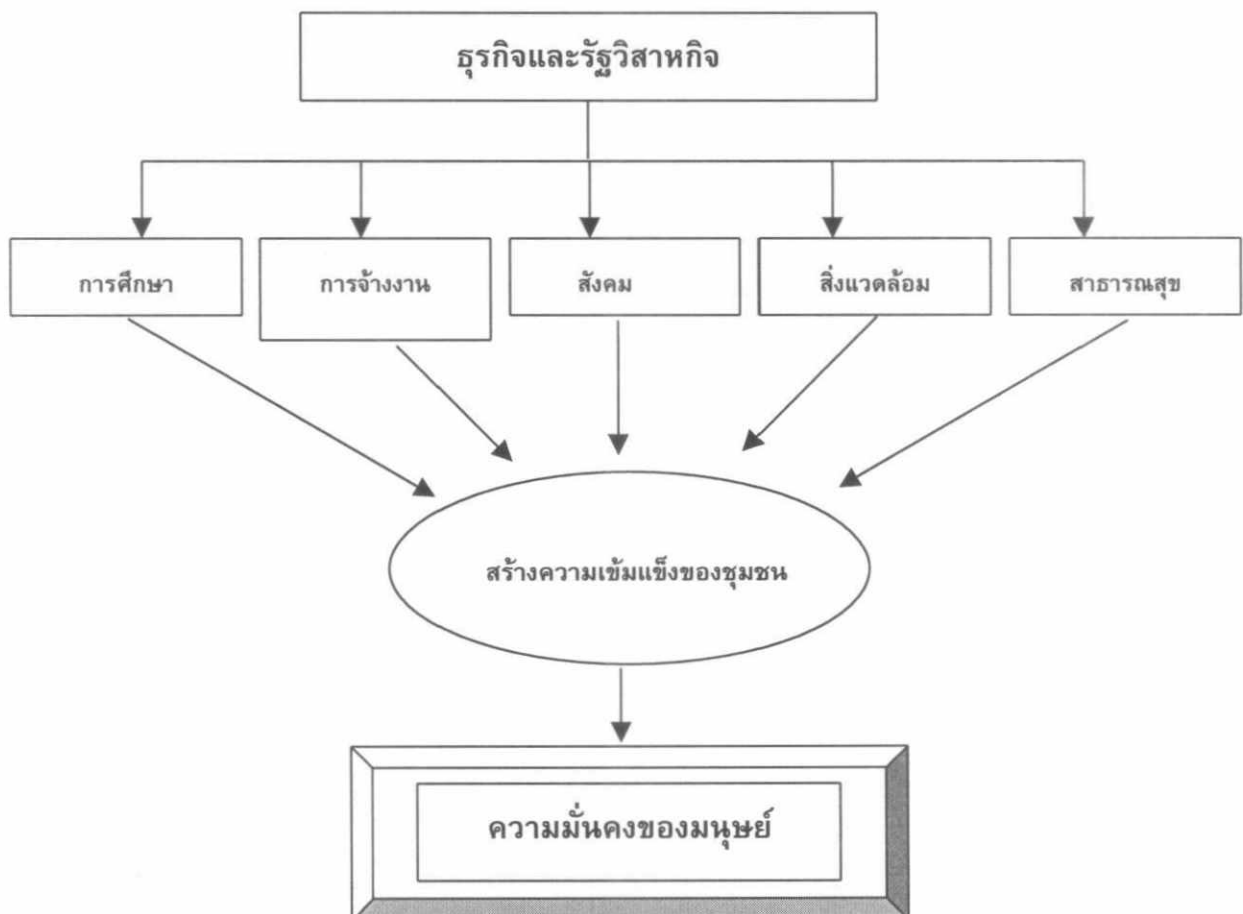 ธุรกิจและรัฐวิสาหกิจ
การศึกษา
การจ้างงาน
สังคม
สิ่งแวดล้อม
สาธารณสุข
สร้างความเข้มแข็งของชุมชน
ความมั่นคงของมนุษย์